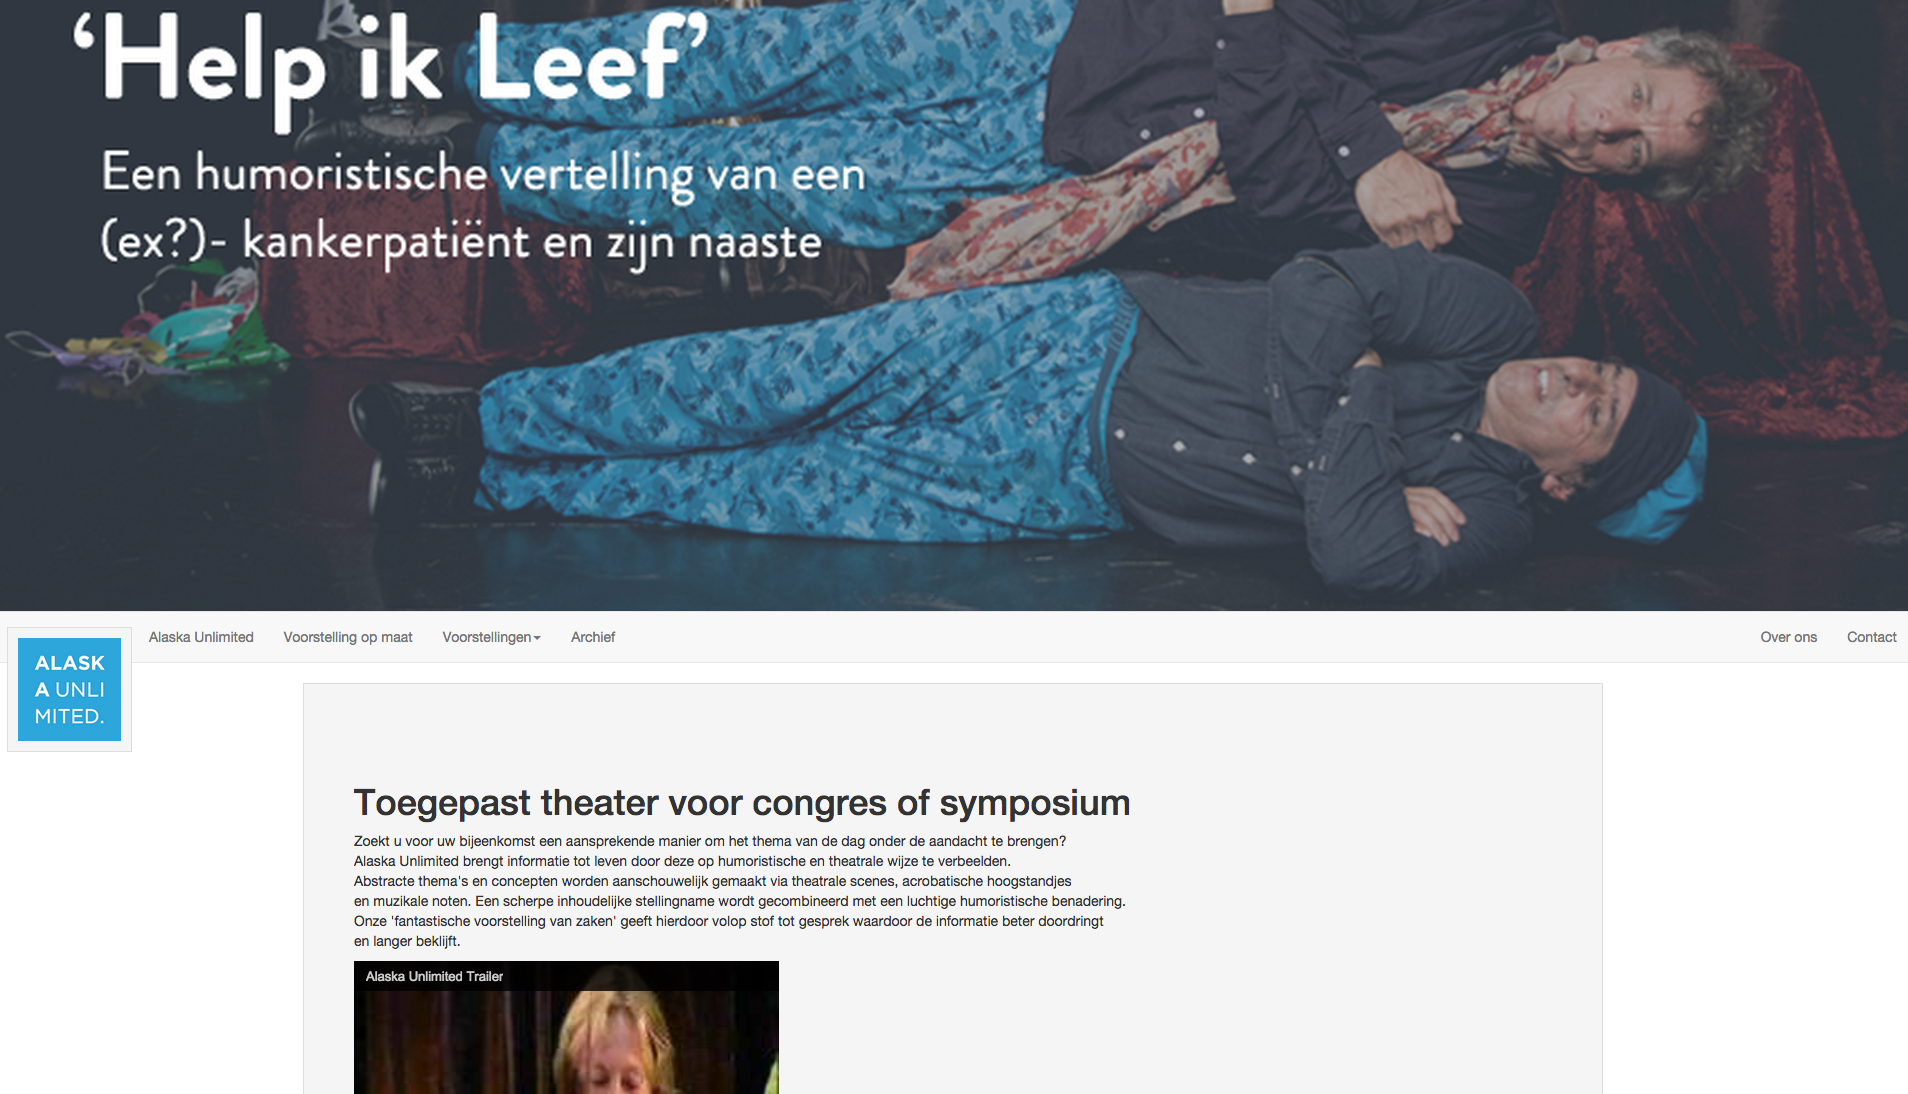 ‘Help ik Leef’
Een humoristische vertelling van een
(ex?)- kankerpatiënt en zijn naaste
ALASK
A UNLI
MITED.
Alaska Unlimited
Voorstelling op maat
Voorstellingen
Archief
Over ons
Contact
Toegepast theater voor congres of symposium
Zoekt u voor uw bijeenkomst een aansprekende manier om het thema van de dag onder de aandacht te brengen?
Alaska Unlimited brengt informatie tot leven door deze op humoristische en theatrale wijze te verbeelden.
Abstracte thema's en concepten worden aanschouwelijk gemaakt via theatrale scenes, acrobatische hoogstandjes
en muzikale noten. Een scherpe inhoudelijke stellingname wordt gecombineerd met een luchtige humoristische benadering.
Onze 'fantastische voorstelling van zaken' geeft hierdoor volop stof tot gesprek waardoor de informatie beter doordringt
en langer beklijft.
Alaska Unlimited Trailer